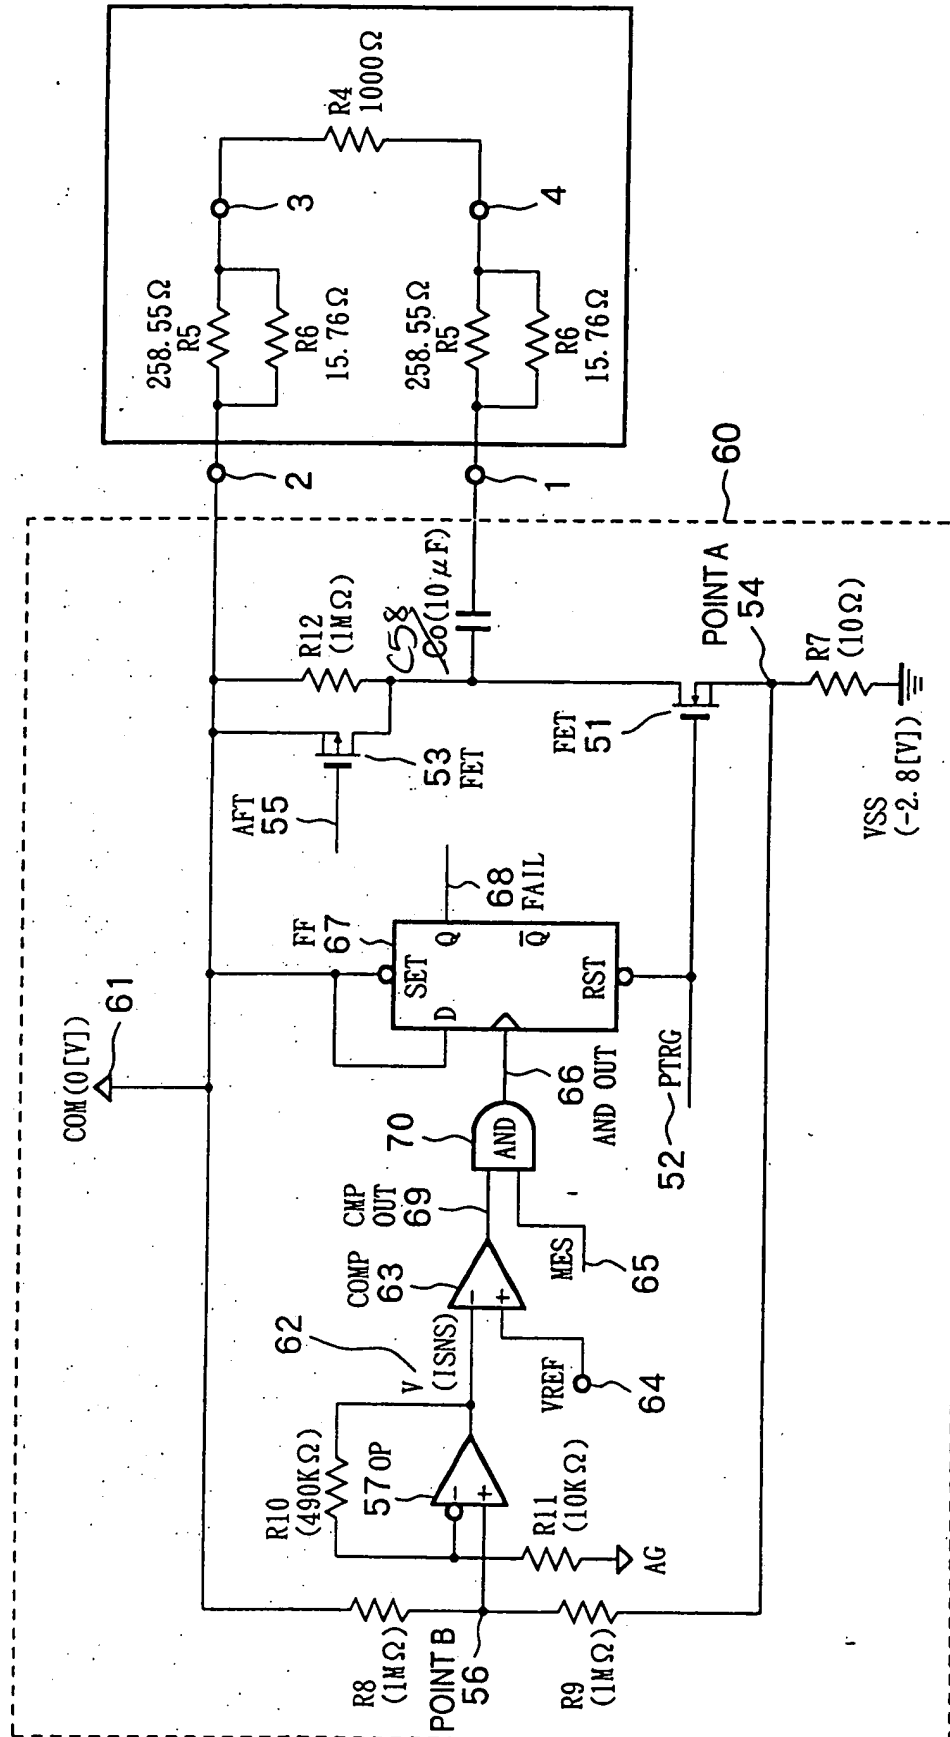 COM(0[V])
61
R8
(1MΩ)
POINT B
56
R9
(1MΩ)
R10
(490KΩ)
57 OP
-
+
R11
(10KΩ)
AG
62
V
(ISNS)
COMP
63
-
+
VREF
64
CMP
OUT
69
MES
65
70
AND
66
AND OUT
52
PTRG
FF
67
SET
D
Q
Q
RST
68
FAIL
AFT
55
53
FET
R12
(1MΩ)
C58
Co(10μF)
FET
51
POINT A
54
R7
(10Ω)
VSS
(-2.8[V])
60
2
1
258.55Ω
R5
R6
15.76Ω
258.55Ω
R5
R6
15.76Ω
3
4
R4
1000Ω